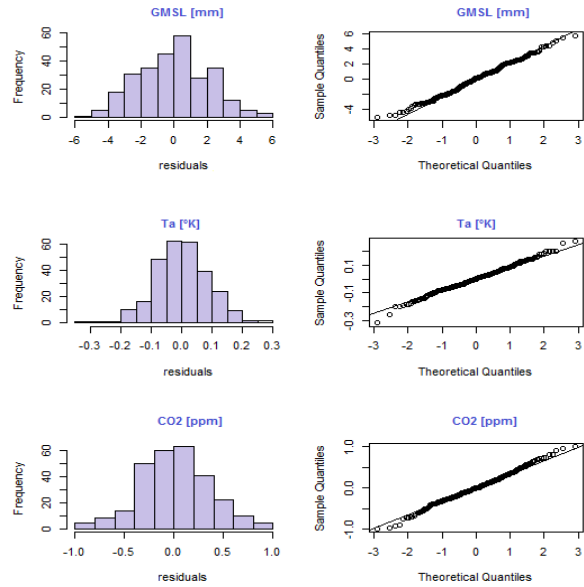 GMSL [mm]
Frequency
0 20 40 60
-6 -4 -2 0 2 4 6
residuals
GMSL [mm]
Sample Quantiles
-4 0 2 4 6
-3 -2 -1 0 1 2 3
Theoretical Quantiles
Ta [ºK]
Frequency
0 20 40 60
-0.3 -0.1 0.0 0.1 0.2 0.3
residuals
Ta [ºK]
Sample Quantiles
-0.3 -0.1 0.1
-3 -2 -1 0 1 2 3
Theoretical Quantiles
CO2 [ppm]
Frequency
0 20 40 60
-1.0 -0.5 0.0 0.5 1.0
residuals
CO2 [ppm]
Sample Quantiles
-1.0 0.0 1.0
-3 -2 -1 0 1 2 3
Theoretical Quantiles